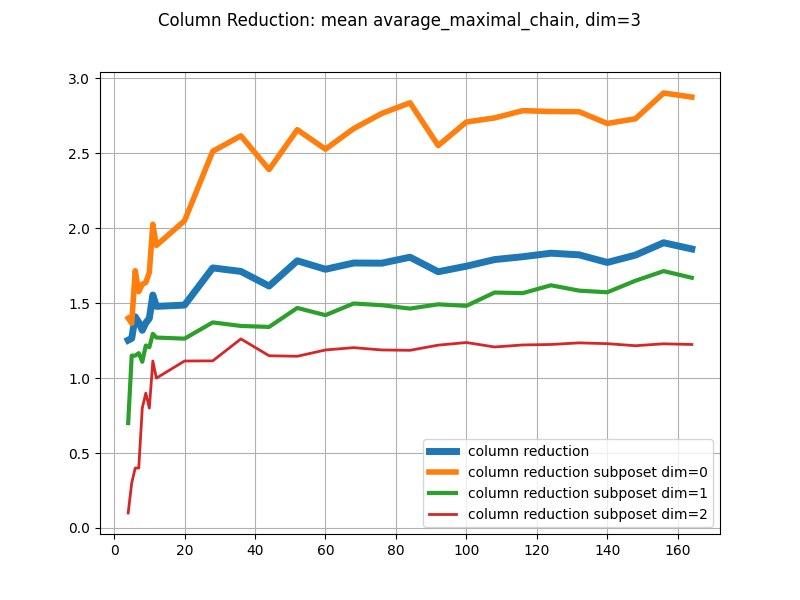 Column Reduction: mean avarage_maximal_chain, dim=3
3.0
2.5
2.0
1.5
1.0
0.5
0.0
0 20 40 60 80 100 120 140 160
column reduction
column reduction subposet dim=0
column reduction subposet dim=1
column reduction subposet dim=2